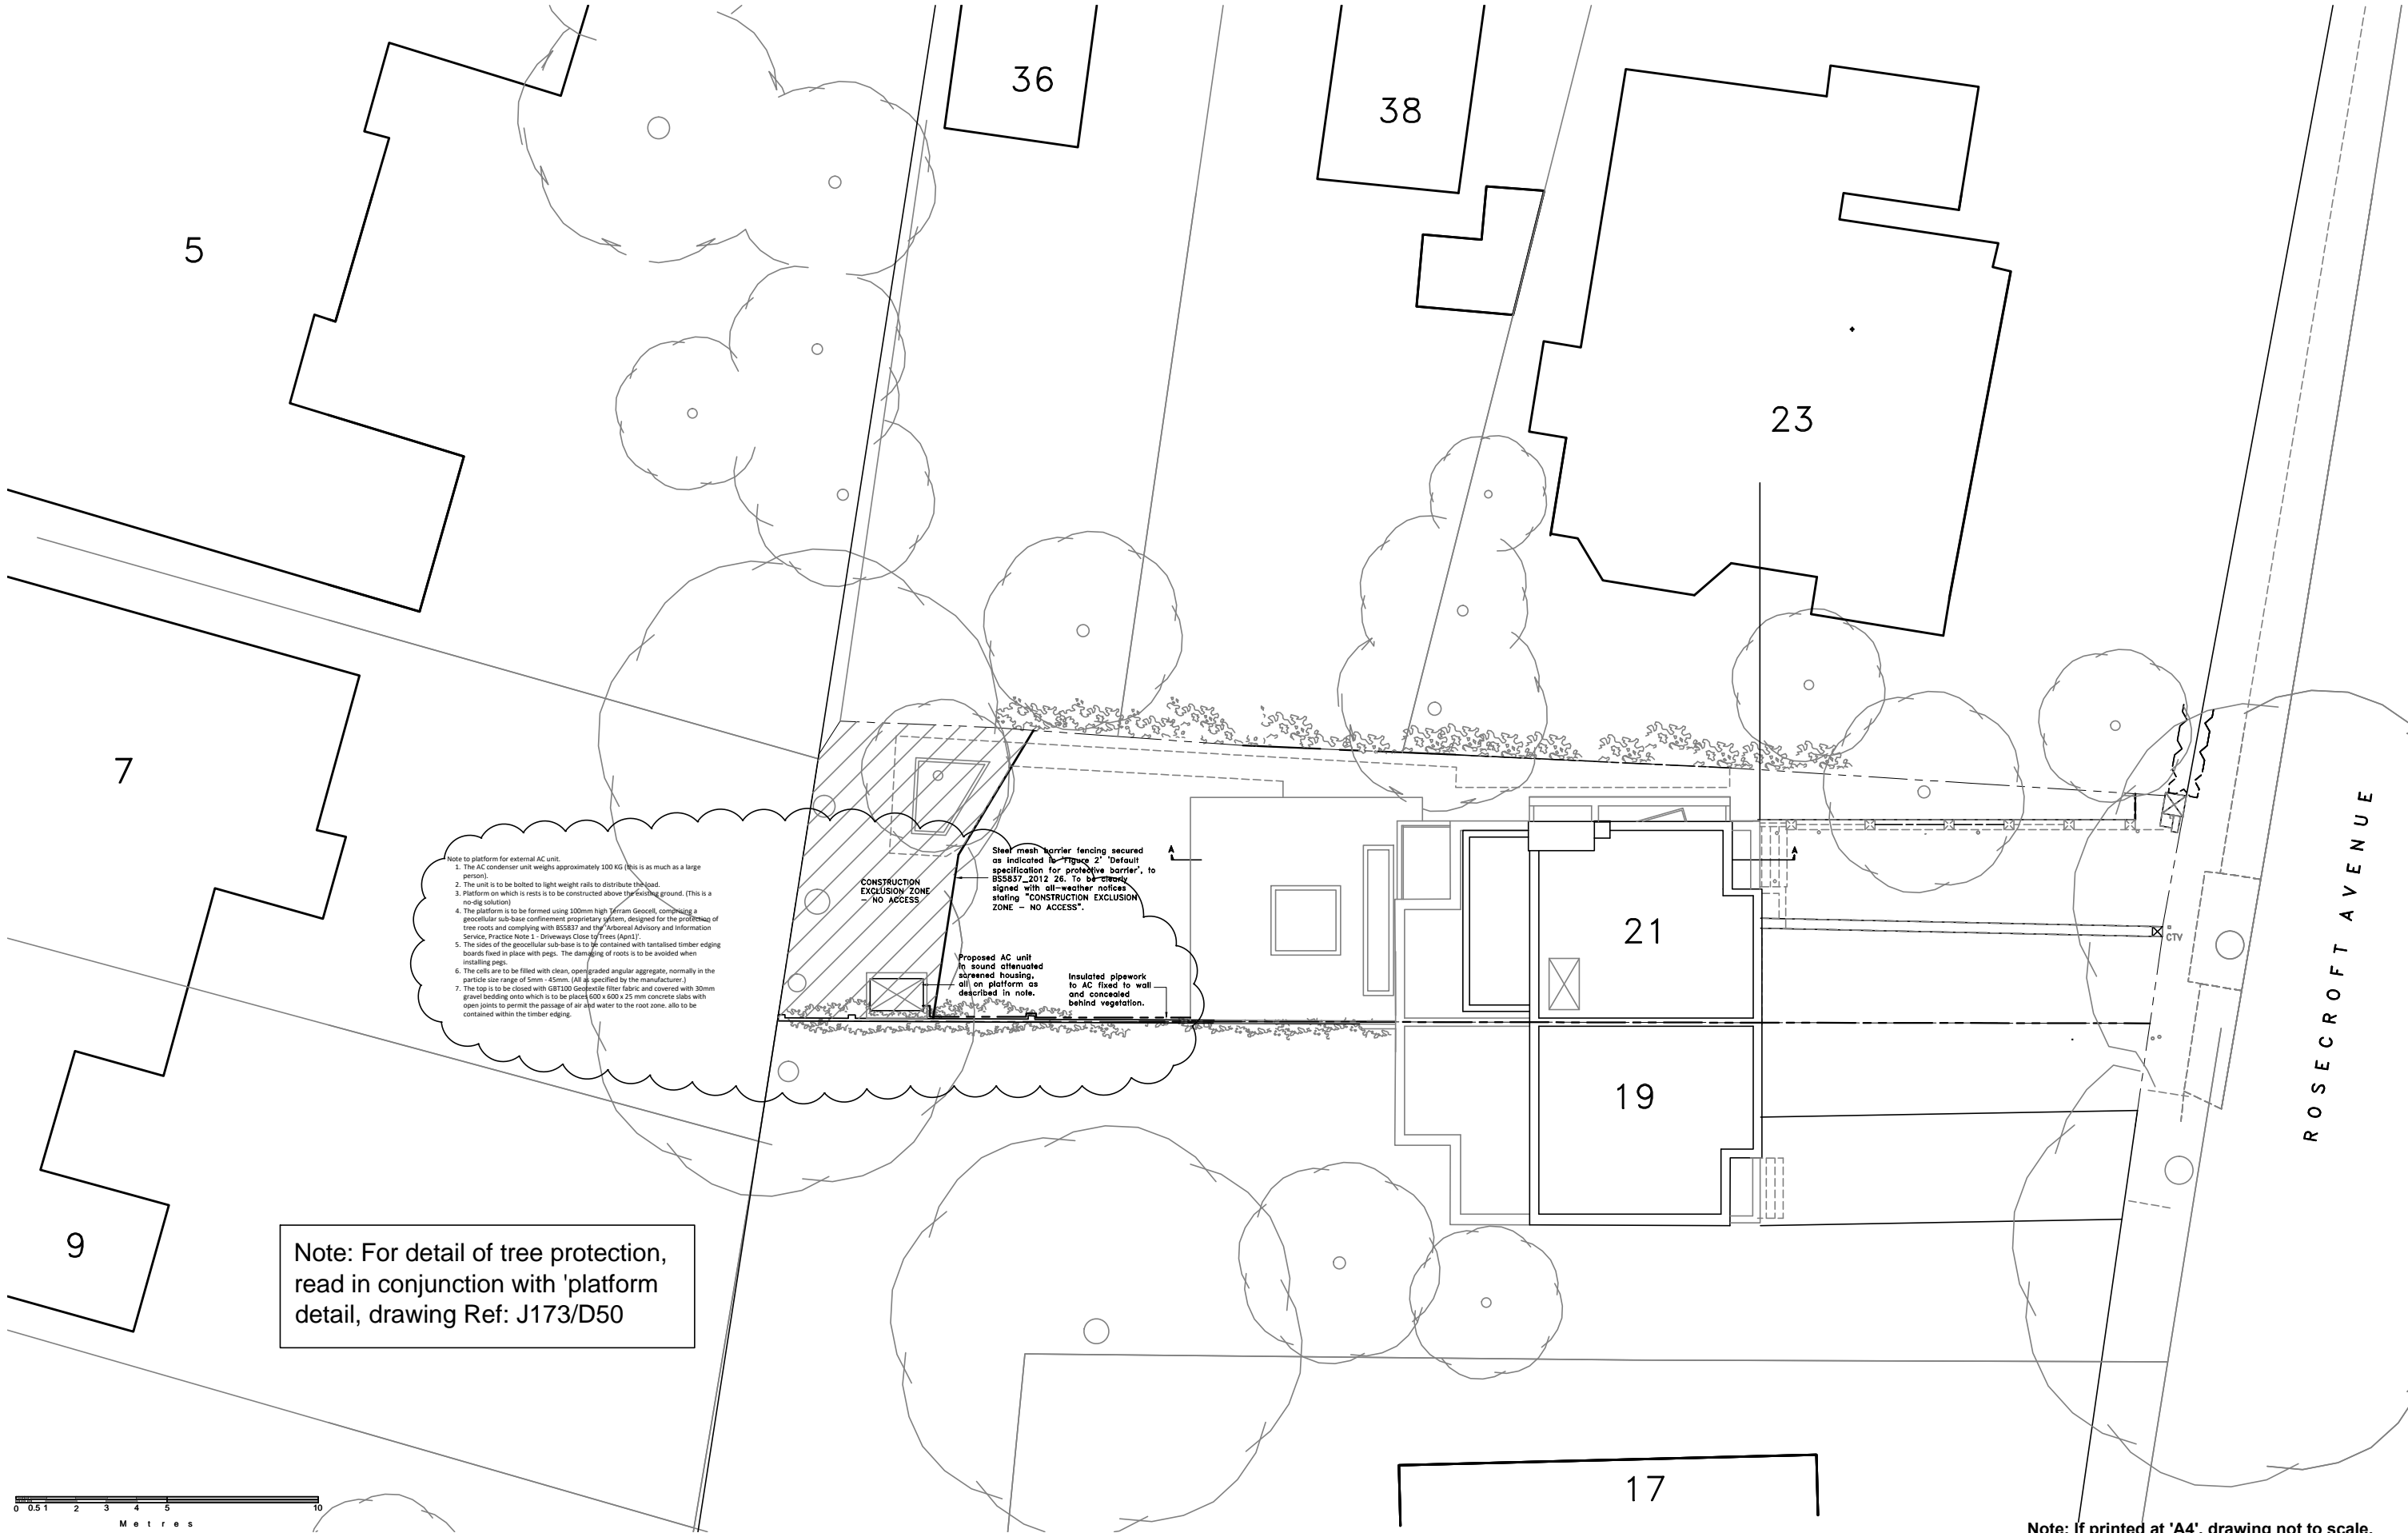 36
38
5
23
7
Note to platform for external AC unit.
1. The AC condenser unit weighs approximately 100 KG (this is as much as a large
person).
2. The unit is to be bolted to light weight rails to distribute the load.
3. Platform on which is rests is to be constructed above the existing ground. (This is a
no-dig solution)
4. The platform is to be formed using 100mm high Terram Geocell, comprising a
geocellular sub-base confinement proprietary system, designed for the protection of
tree roots and complying with BS5837 and the 'Arboreal Advisory and Information
Service, Practice Note 1 - Driveways Close to Trees (Apn1)'.
5. The sides of the geocellular sub-base is to be contained with tantalised timber edging
boards fixed in place with pegs. The damaging of roots is to be avoided when
installing pegs.
6. The cells are to be filled with clean, open graded angular aggregate, normally in the
particle size range of 5mm - 45mm. (All as specified by the manufacturer.)
7. The top is to be closed with GBT100 Geotextile filter fabric and covered with 30mm
gravel bedding onto which is to be places 600 x 600 x 25 mm concrete slabs with
open joints to permit the passage of air and water to the root zone. allo to be
contained within the timber edging.
CONSTRUCTION
EXCLUSION ZONE
- NO ACCESS
Steel mesh barrier fencing secured
as indicated in 'Figure 2' 'Default
specification for protective barrier', to
BS5837_2012 26. To be clearly
signed with all-weather notices
stating "CONSTRUCTION EXCLUSION
ZONE - NO ACCESS".
A
A
Proposed AC unit
in sound attenuated
screened housing,
all on platform as
described in note.
Insulated pipework
to AC fixed to wall
and concealed
behind vegetation.
21
CTV
19
ROSECROFT AVENUE
9
Note: For detail of tree protection,
read in conjunction with 'platform
detail, drawing Ref: J173/D50
17
0 0.5 1 2 3 4 5 10
Metres
Note: If printed at 'A4', drawing not to scale.